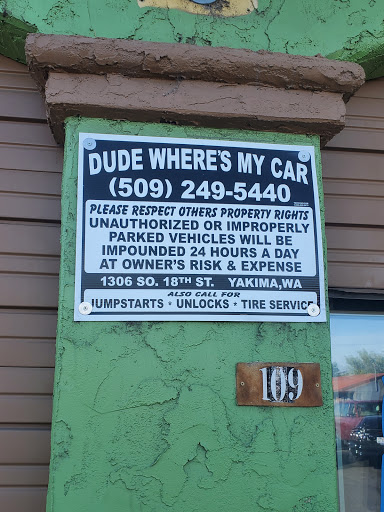 DUDE WHERE'S MY CAR
(509) 249-5440
PLEASE RESPECT OTHERS PROPERTY RIGHTS
UNAUTHORIZED OR IMPROPERLY
PARKED VEHICLES WILL BE
IMPOUNDED 24 HOURS A DAY
AT OWNER'S RISK & EXPENSE
1306 SO. 18TH ST. YAKIMA,WA
ALSO CALL FOR
JUMPSTARTS * UNLOCKS * TIRE SERVICE
109